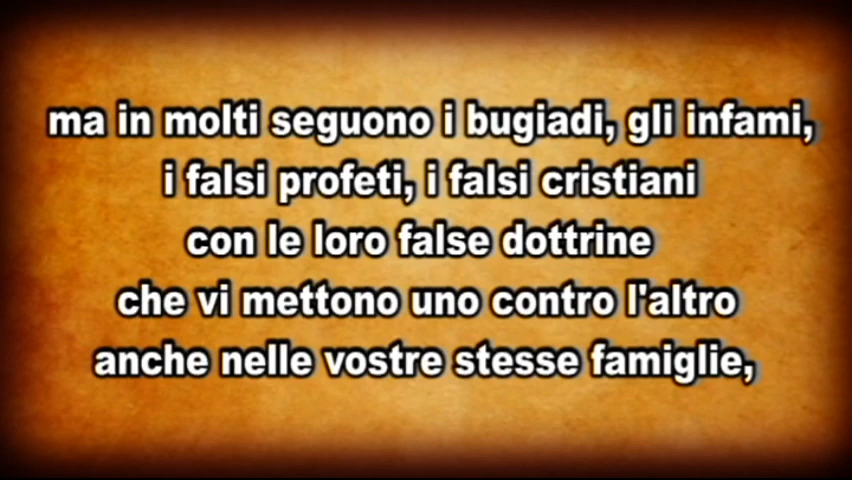 ma in molti seguono i bugiadi, gli infami,
i falsi profeti, i falsi cristiani
con le loro false dottrine
che vi mettono uno contro l'altro
anche nelle vostre stesse famiglie,